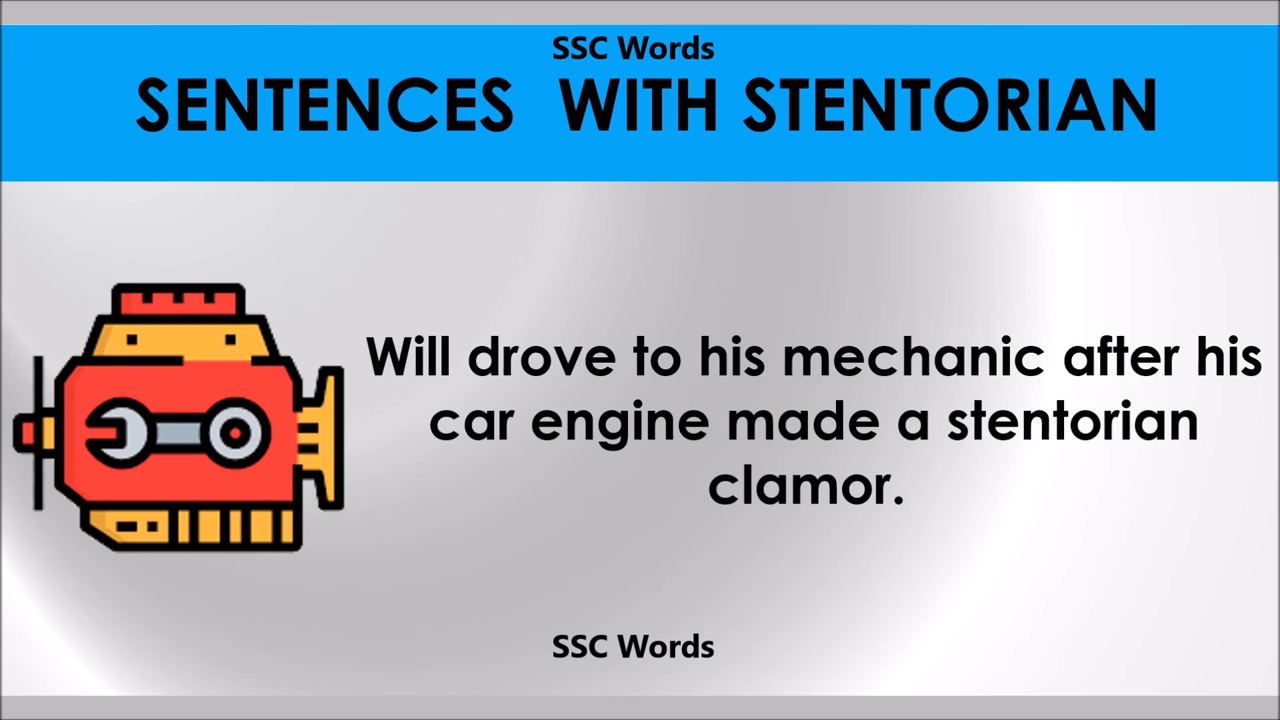 SSC Words
SENTENCES WITH STENTORIAN
Will drove to his mechanic after his
car engine made a stentorian
clamor.
SSC Words